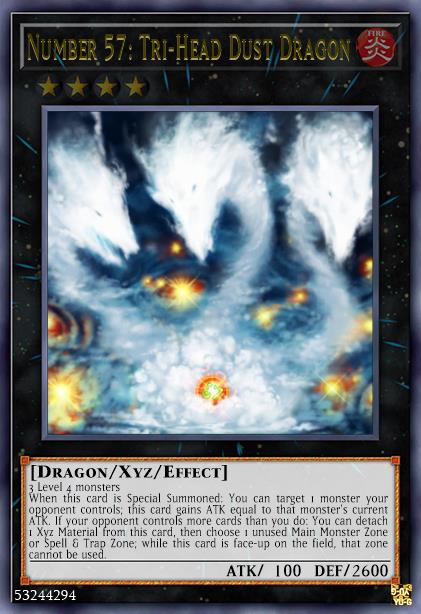 Number 57: Tri-Head Dust Dragon
FIRE
炎
[Dragon/Xyz/Effect]
3 Level 4 monsters
When this card is Special Summoned: You can target 1 monster your
opponent controls; this card gains ATK equal to that monster's current
ATK. If your opponent controls more cards than you do: You can detach
1 Xyz Material from this card, then choose 1 unused Main Monster Zone
or Spell & Trap Zone; while this card is face-up on the field, that zone
cannot be used.
ATK/ 100 DEF/2600
53244294